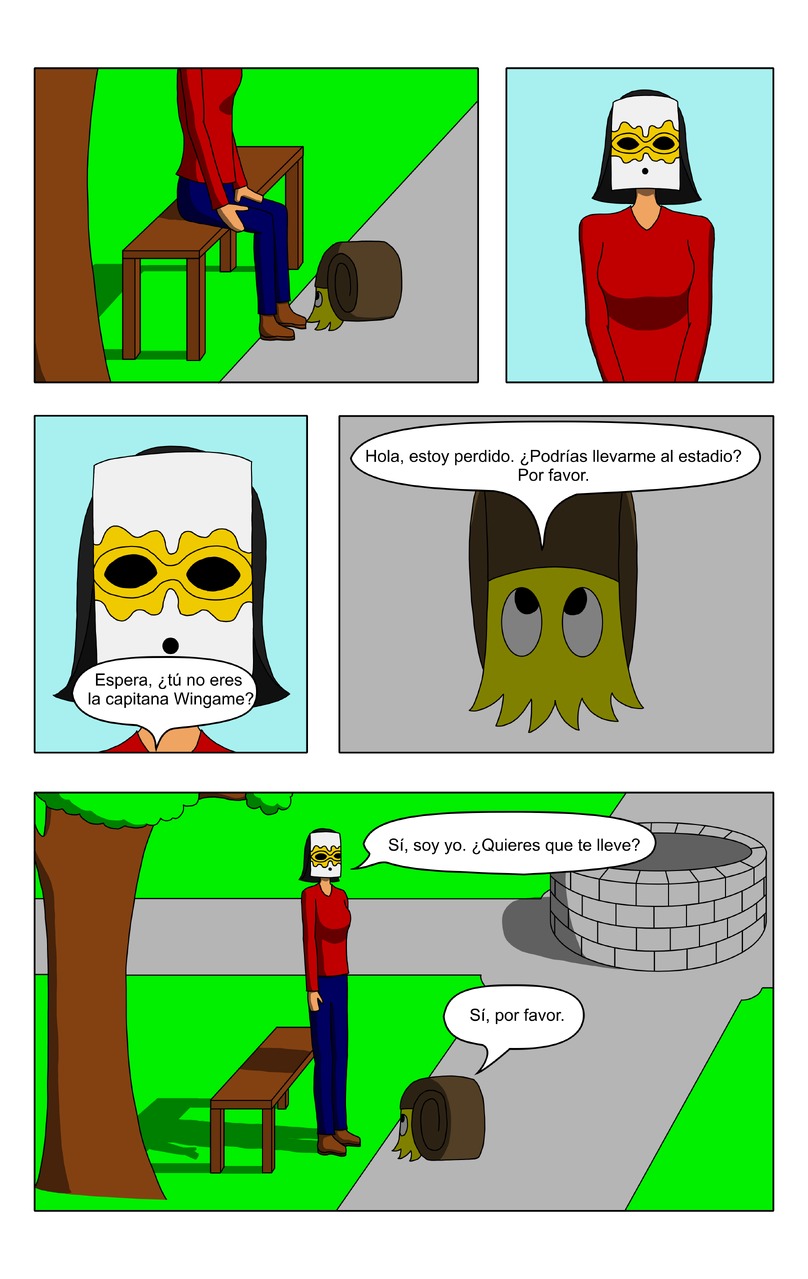 Espera, ¿tú no eres
la capitana Wingame?
Hola, estoy perdido. ¿Podrías llevarme al estadio?
Por favor.
Sí, soy yo. ¿Quieres que te lleve?
Sí, por favor.